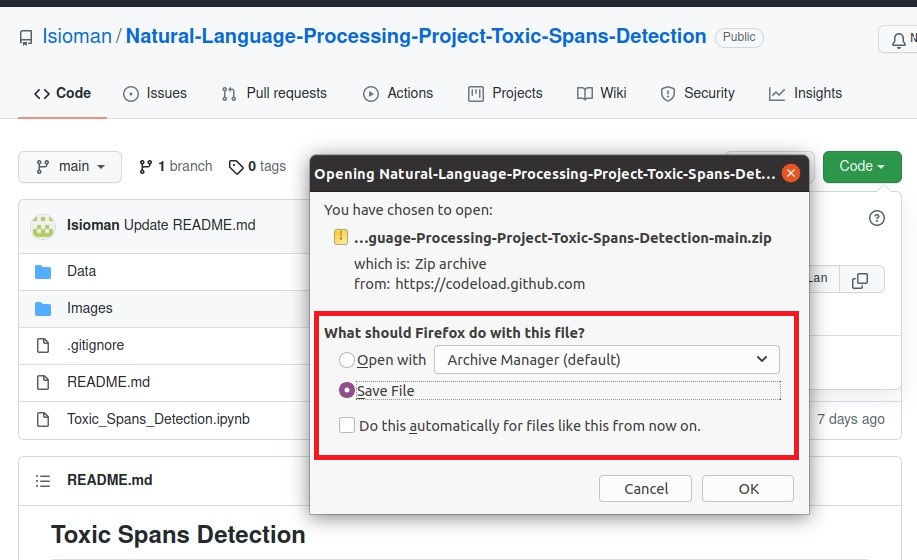 Isioman / Natural-Language-Processing-Project-Toxic-Spans-Detection Public
Code Issues Pull requests Actions Projects Wiki Security Insights
main 1 branch 0 tags Code
Opening Natural-Language-Processing-Project-Toxic-Spans-Det...
You have chosen to open:
...guage-Processing-Project-Toxic-Spans-Detection-main.zip
which is: Zip archive
from: https://codeload.github.com
What should Firefox do with this file?
Open with Archive Manager (default)
Save File
Do this automatically for files like this from now on.
Cancel OK
Isioman Update README.md
Data
Images
.gitignore
README.md
Toxic_Spans_Detection.ipynb 7 days ago
README.md
Toxic Spans Detection